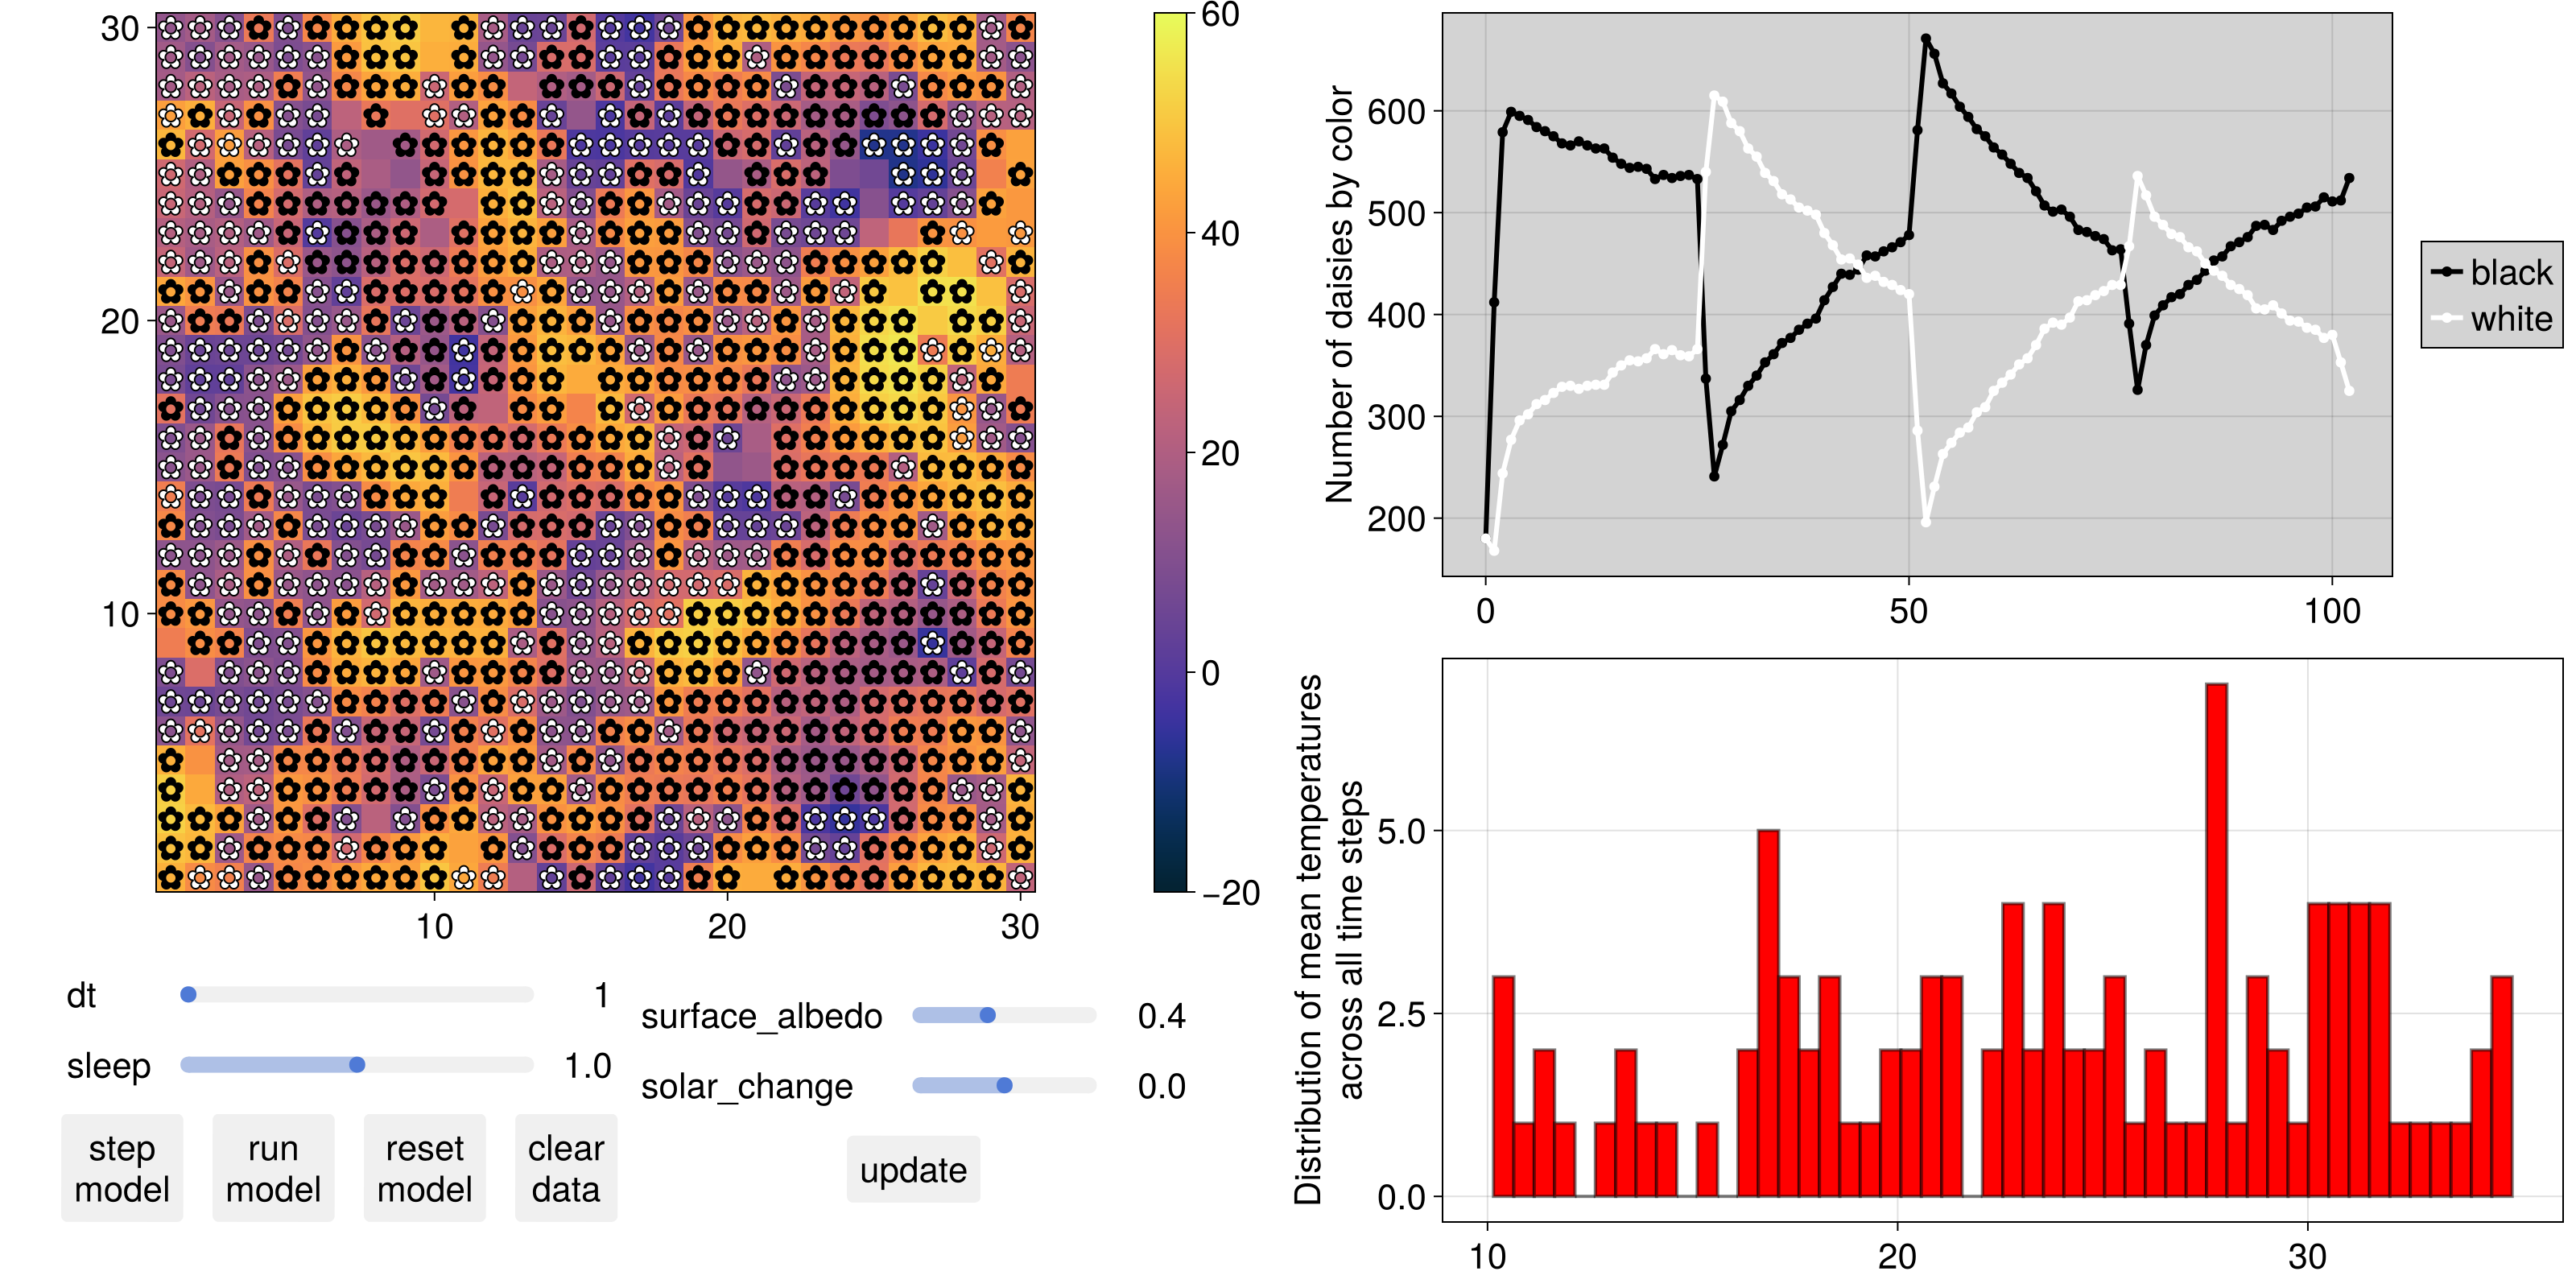 30
20
10
10
20
30
60
40
20
0
−20
Number of daisies by color
600
500
400
300
200
0
50
100
black
white
Distribution of mean temperatures
across all time steps
5.0
2.5
0.0
10
20
30
dt
1
sleep
1.0
surface_albedo
0.4
solar_change
0.0
step
model
run
model
reset
model
clear
data
update